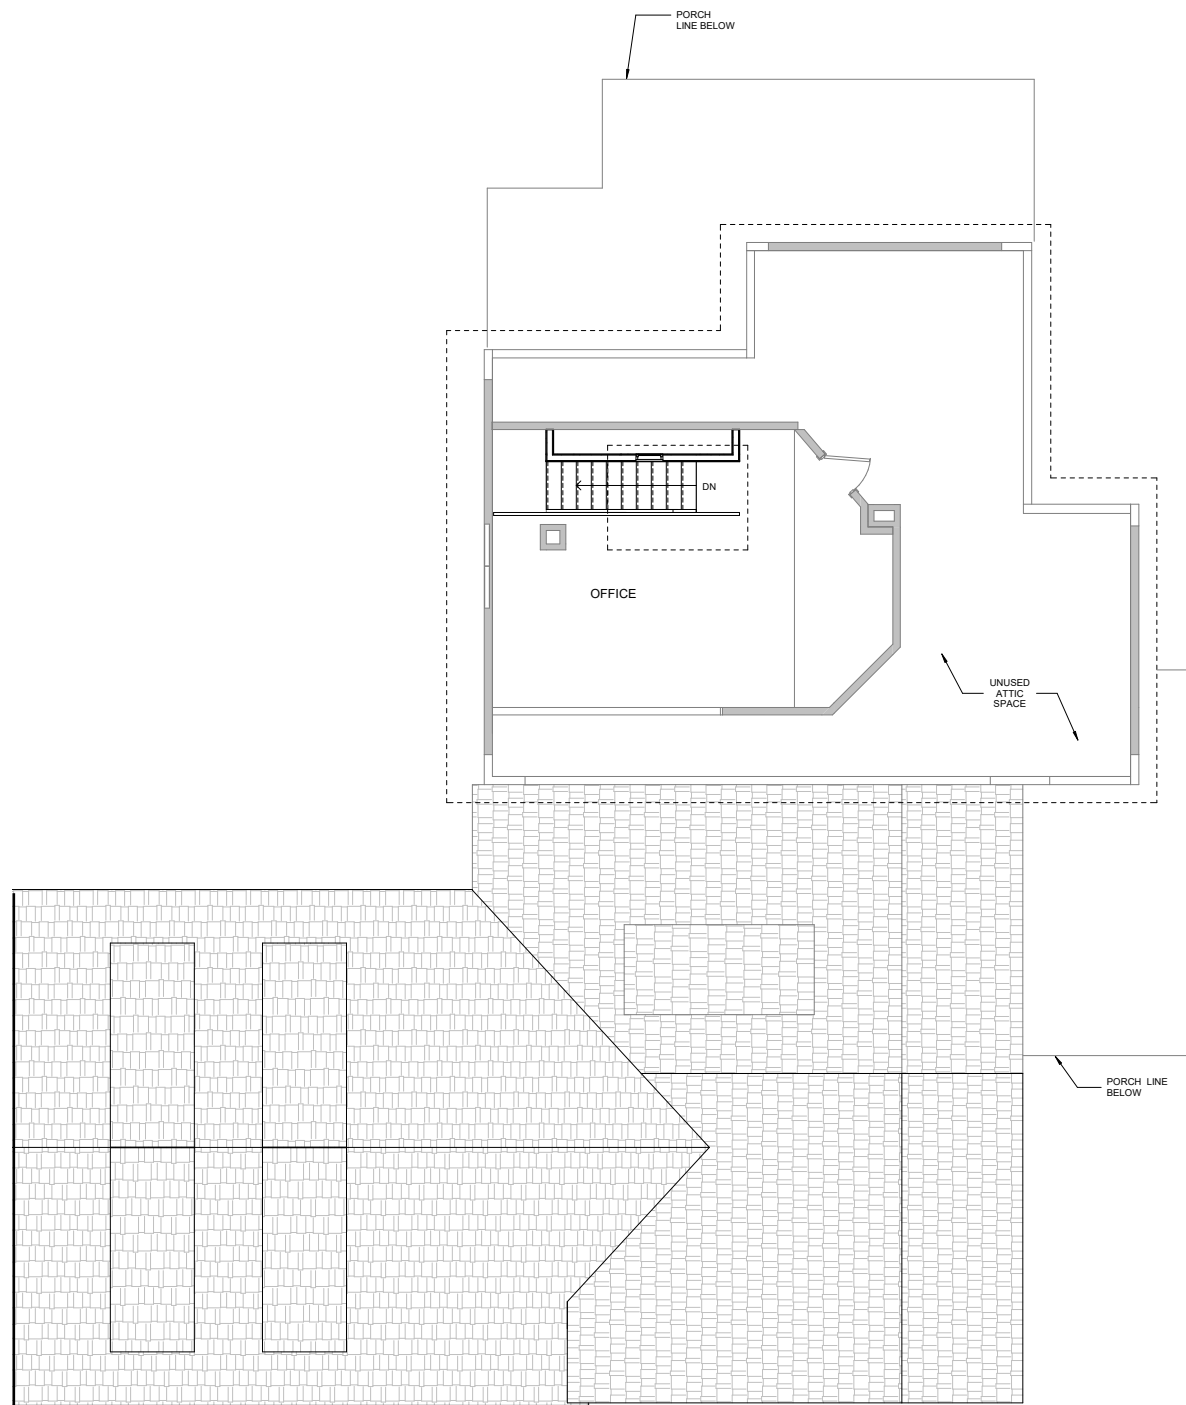 PORCH
LINE BELOW
DN
OFFICE
UNUSED
ATTIC
SPACE
PORCH LINE
BELOW